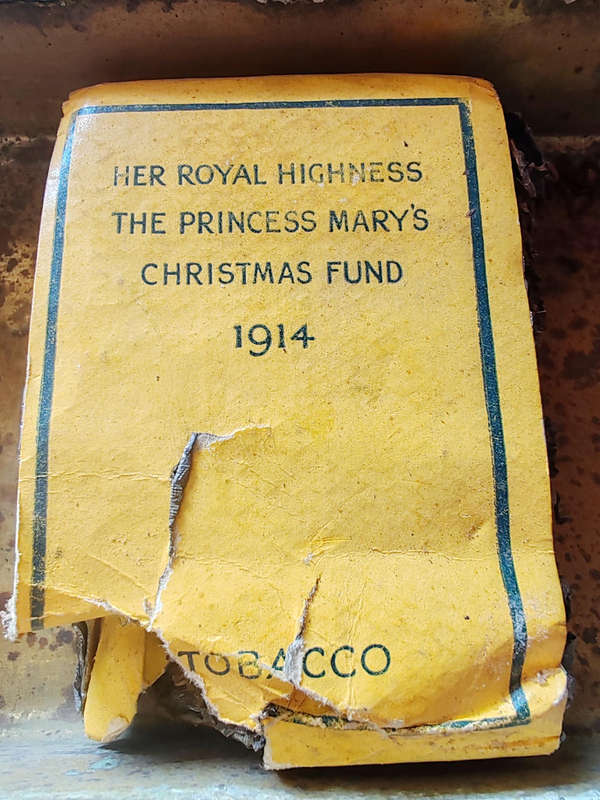 HER ROYAL HIGHNESS
THE PRINCESS MARY'S
CHRISTMAS FUND
1914
TOBACCO